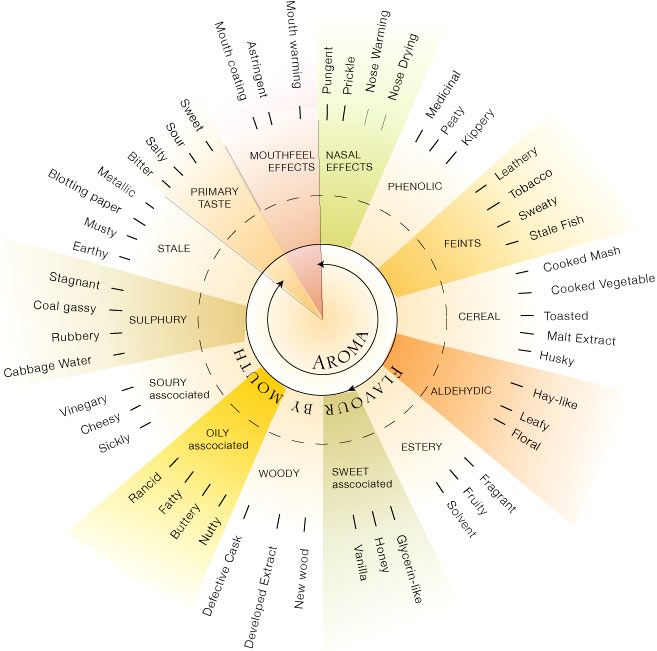 NASAL
EFFECTS
Pungent
Prickle
Nose Warming
Nose Drying
PHENOLIC
Medicinal
Peaty
Kippery
FEINTS
Leathery
Tobacco
Sweaty
Stale Fish
CEREAL
Cooked Mash
Cooked Vegetable
Toasted
Malt Extract
Husky
ALDEHYDIC
Hay-like
Leafy
Floral
ESTERY
Fragrant
Fruity
Solvent
SWEET
asscociated
Glycerin-like
Honey
Vanilla
WOODY
New wood
Developed Extract
Defective Cask
OILY
asscociated
Nutty
Buttery
Fatty
Rancid
SOURY
asscociated
Sickly
Cheesy
Vinegary
SULPHURY
Cabbage Water
Rubbery
Coal gassy
Stagnant
STALE
Earthy
Musty
Blotting paper
Metallic
PRIMARY
TASTE
Bitter
Salty
Sour
Sweet
MOUTHFEEL
EFFECTS
Mouth coating
Astringent
Mouth warming
AROMA
FLAVOUR BY MOUTH